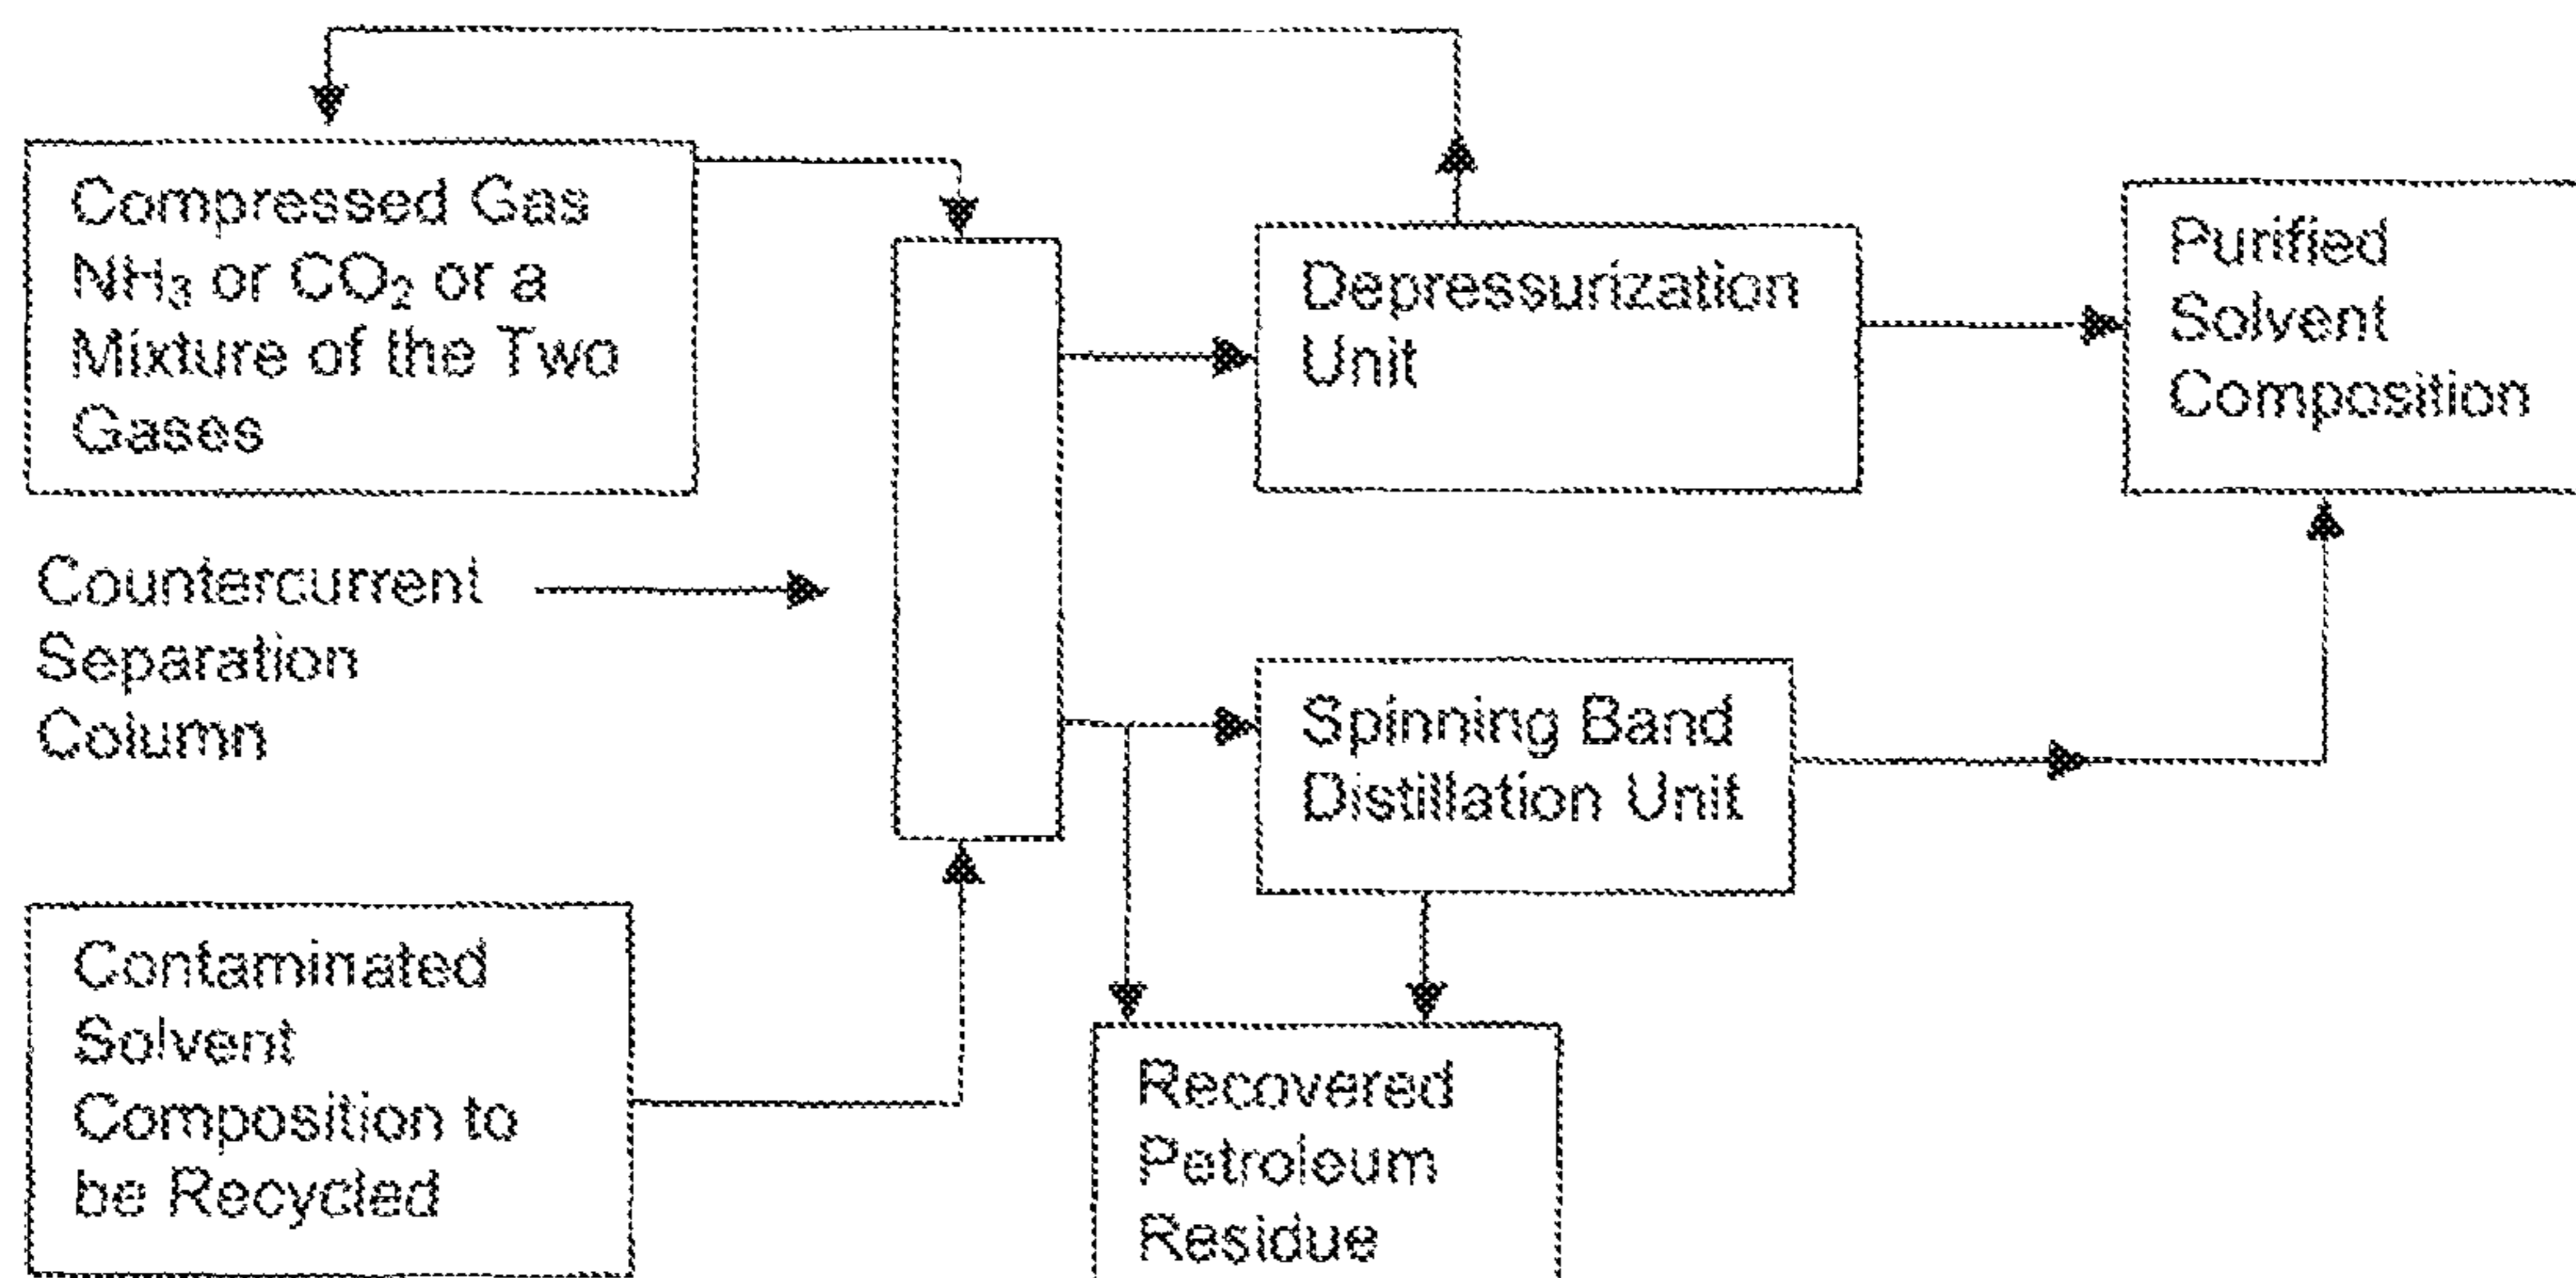 Compressed Gas
NH₃ or CO₂ or a
Mixture of the Two
Gases
Depressurization
Unit
Purified
Solvent
Composition
Countercurrent
Separation
Column
Spinning Band
Distillation Unit
Contaminated
Solvent
Composition to
be Recycled
Recovered
Petroleum
Residue